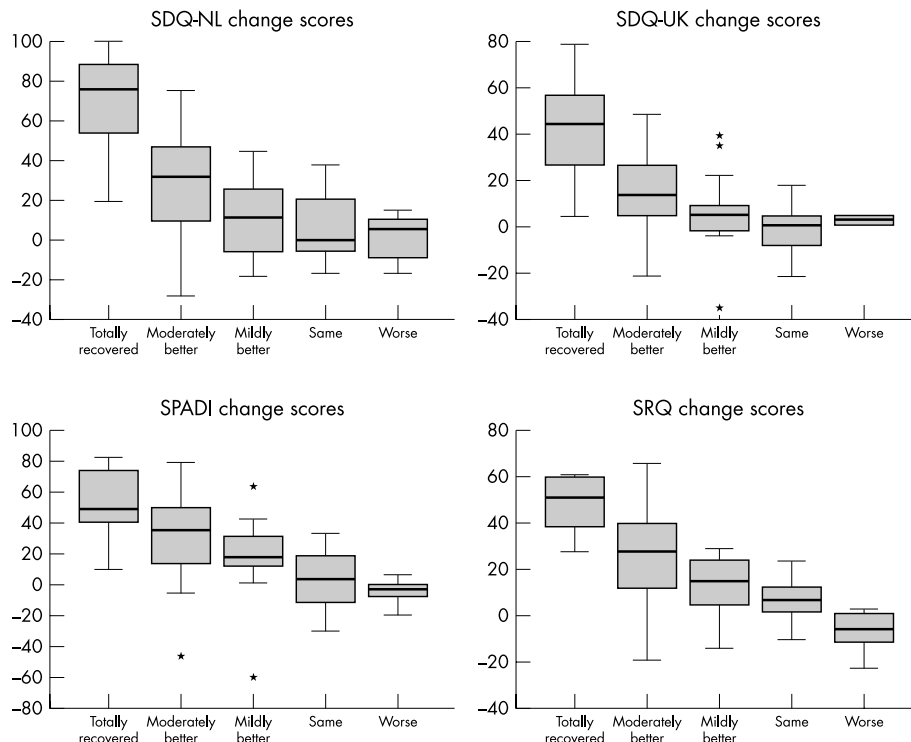 SDQ-NL change scores
100
80
60
40
20
0
–20
–40
Totally recovered
Moderately better
Mildly better
Same
Worse
SDQ-UK change scores
80
60
40
20
0
–20
–40
Totally recovered
Moderately better
Mildly better
Same
Worse
SPADI change scores
100
80
60
40
20
0
–20
–40
–60
–80
Totally recovered
Moderately better
Mildly better
Same
Worse
SRQ change scores
80
60
40
20
0
–20
–40
Totally recovered
Moderately better
Mildly better
Same
Worse